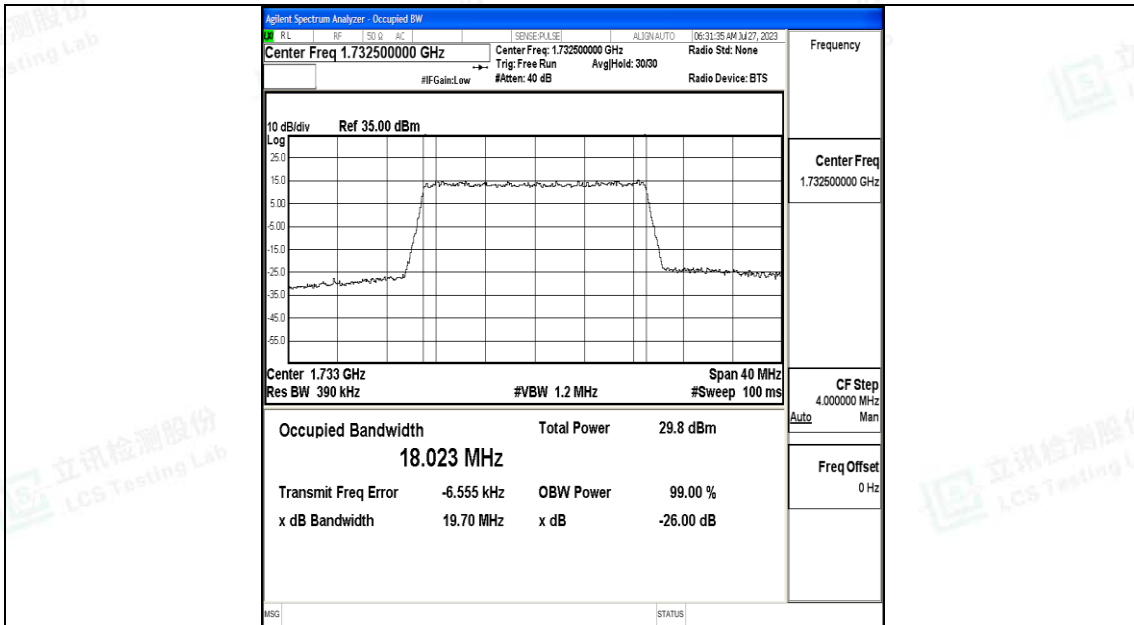 Agilent Spectrum Analyzer - Occupied BW
RL RF 50 Ω AC SENSE:PULSE ALIGNAUTO 06:31:35 AM Jul 27, 2023
Center Freq 1.732500000 GHz
Center Freq: 1.732500000 GHz
Radio Std: None
Trig: Free Run Avg|Hold: 30/30
#IFGain:Low #Atten: 40 dB Radio Device: BTS
10 dB/div Ref 35.00 dBm
Log
25.0
15.0
5.00
-5.00
-15.0
-25.0
-35.0
-45.0
-55.0
Center 1.733 GHz Span 40 MHz
Res BW 390 kHz #VBW 1.2 MHz #Sweep 100 ms
Occupied Bandwidth Total Power 29.8 dBm
18.023 MHz
Transmit Freq Error -6.555 kHz OBW Power 99.00 %
x dB Bandwidth 19.70 MHz x dB -26.00 dB
MSG STATUS
Frequency
Center Freq
1.732500000 GHz
CF Step
4.000000 MHz
Auto Man
Freq Offset
0 Hz
立讯检测股份
LCS Testing Lab
立讯检测股份
LCS Testing